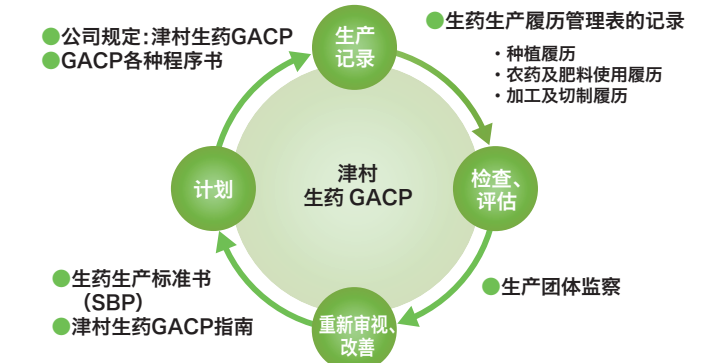 ●公司规定:津村生药GACP
●GACP各种程序书
生产
记录
●生药生产履历管理表的记录
・种植履历
・农药及肥料使用履历
・加工及切制履历
计划
津村
生药 GACP
检查、
评估
●生药生产标准书
（SBP）
●津村生药GACP指南
●生产团体监察
重新审视、
改善